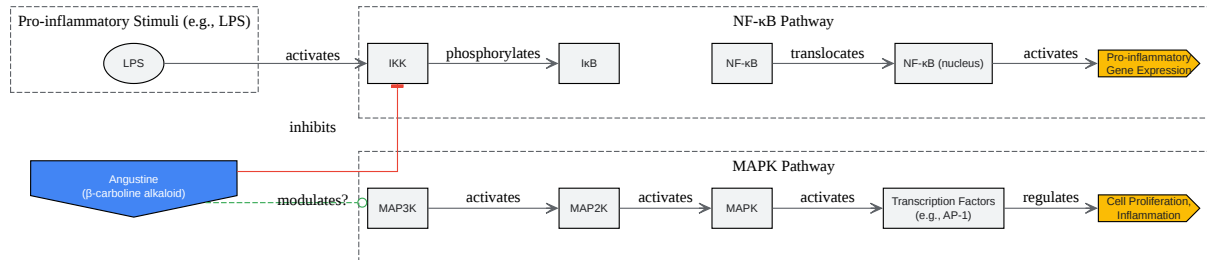 Pro-inflammatory Stimuli (e.g., LPS)
NF-κB Pathway
LPS
activates
IKK
phosphorylates
IκB
NF-κB
translocates
NF-κB (nucleus)
activates
Pro-inflammatory
Gene Expression
inhibits
Angustine
(β-carboline alkaloid)
MAPK Pathway
modulates?
MAP3K
activates
MAP2K
activates
MAPK
activates
Transcription Factors
(e.g., AP-1)
regulates
Cell Proliferation,
Inflammation